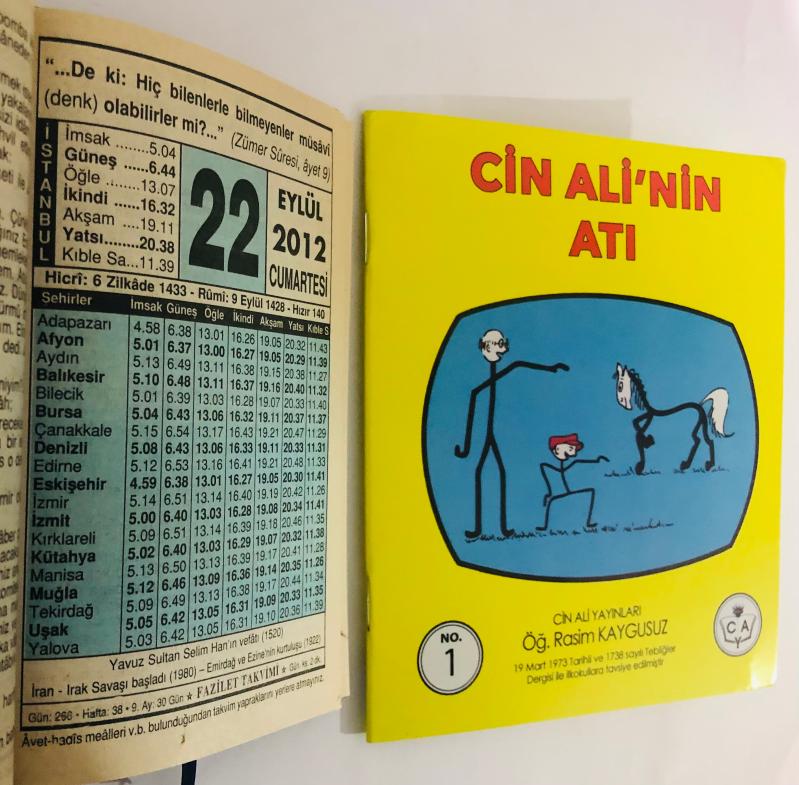 "...De ki: Hiç bilenlerle bilmeyenler müsâvî
(denk) olabilirler mi?..." (Zümer Sûresi, âyet 9)
İSTANBUL
İmsak ........5.04
Güneş ......6.44
Öğle .......13.07
İkindi ......16.32
Akşam ....19.11
Yatsı........20.38
Kıble Sa...11.39
22
EYLÜL
2012
CUMARTESİ
Hicrî: 6 Zilkâde 1433 - Rûmî: 9 Eylül 1428 - Hızır 140
Şehirler İmsak Güneş Öğle İkindi Akşam Yatsı Kıble S
Adapazarı 4.58 6.38 13.01 16.26 19.05 20.32 11.43
Afyon 5.01 6.37 13.00 16.27 19.05 20.29 11.39
Aydın 5.13 6.49 13.11 16.38 19.15 20.38 11.27
Balıkesir 5.10 6.48 13.11 16.37 19.16 20.40 11.32
Bilecik 5.01 6.39 13.03 16.28 19.07 20.33 11.40
Bursa 5.04 6.43 13.06 16.32 19.11 20.37 11.37
Çanakkale 5.15 6.54 13.17 16.43 19.21 20.47 11.29
Denizli 5.08 6.43 13.06 16.33 19.11 20.33 11.31
Edirne 5.12 6.53 13.16 16.41 19.21 20.48 11.33
Eskişehir 4.59 6.38 13.01 16.27 19.05 20.30 11.41
İzmir 5.14 6.51 13.14 16.40 19.19 20.42 11.26
İzmit 5.00 6.40 13.03 16.28 19.08 20.34 11.41
Kırklareli 5.09 6.51 13.14 16.39 19.18 20.46 11.35
Kütahya 5.02 6.40 13.03 16.29 19.07 20.32 11.38
Manisa 5.13 6.50 13.13 16.39 19.17 20.41 11.28
Muğla 5.12 6.46 13.09 16.36 19.14 20.35 11.26
Tekirdağ 5.09 6.49 13.13 16.38 19.17 20.44 11.34
Uşak 5.05 6.42 13.05 16.31 19.09 20.33 11.35
Yalova 5.03 6.42 13.05 16.31 19.10 20.36 11.39
Yavuz Sultan Selim Han'ın vefâtı (1520)
İran - Irak Savaşı başladı (1980) – Emirdağ ve Ezine'nin kurtuluşu (1922)
Gün: 266 • Hafta: 38 • 9. Ay: 30 Gün ★ FAZİLET TAKVİMİ ★ Gün. ks. 2 dk.
Âyet-hadîs meâlleri v.b. bulunduğundan takvim yapraklarını yerlere atmayınız.
CİN ALİ'NİN
ATI
CİN ALİ YAYINLARI
Öğ. Rasim KAYGUSUZ
19 Mart 1973 Tarihli ve 1738 sayılı Tebliğler
Dergisi ile ilkokullara tavsiye edilmiştir
NO.
1
C A
Y